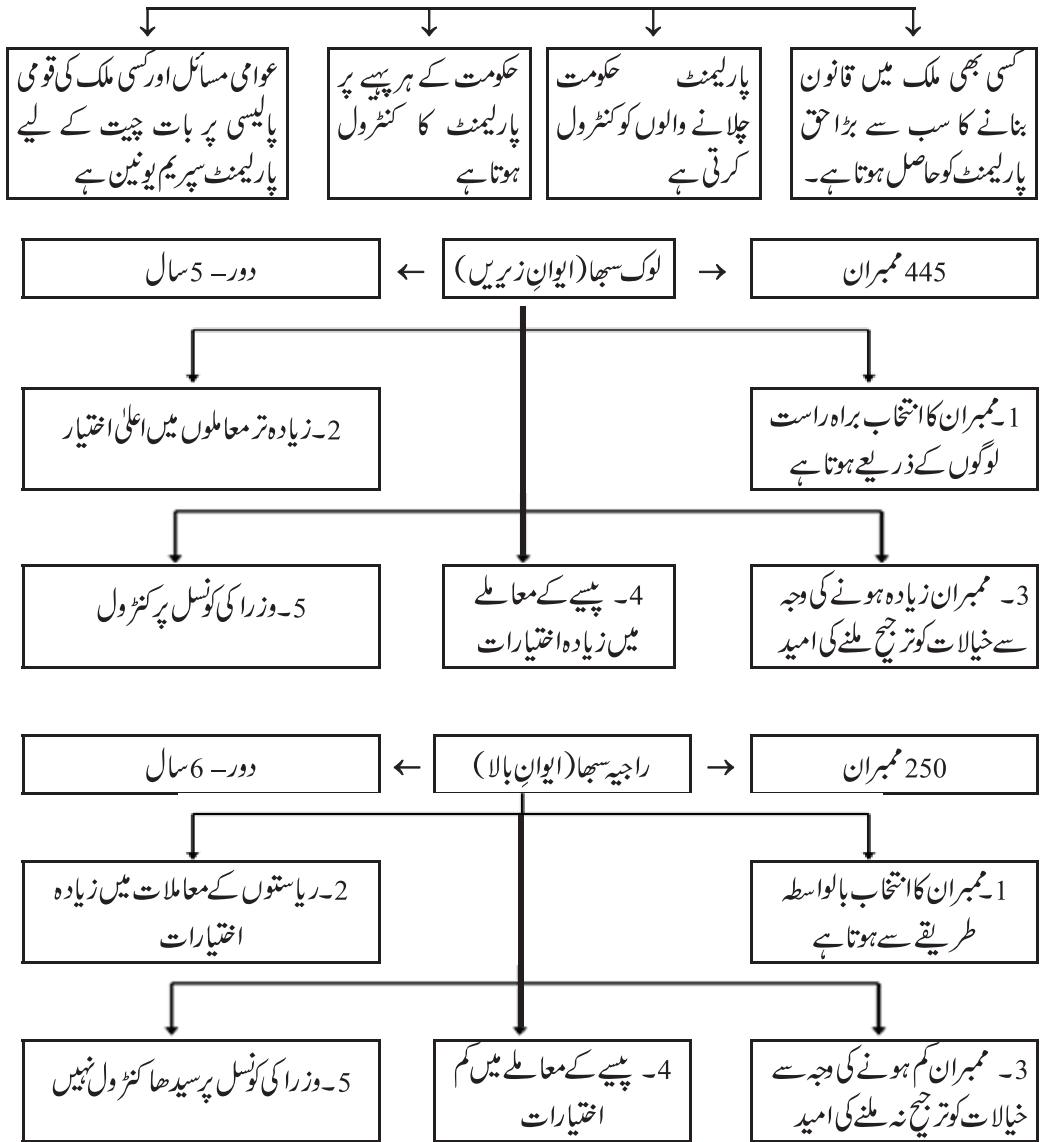 کسی بھی ملک میں قانون
بنانے کا سب سے بڑا حق
پارلیمنٹ کو حاصل ہوتا ہے۔
پارلیمنٹ حکومت
چلانے والوں کو کنٹرول
کرتی ہے
حکومت کے ہر پہیے پر
پارلیمنٹ کا کنٹرول
ہوتا ہے
عوامی مسائل اور کسی ملک کی قومی
پالیسی پر بات چیت کے لیے
پارلیمنٹ سپریم یونین ہے
445 ممبران
لوک سبھا (ایوانِ زیریں)
دور – 5 سال
1۔ ممبران کا انتخاب براہ راست
لوگوں کے ذریعے ہوتا ہے
2۔ زیادہ تر معاملوں میں اعلیٰ اختیار
3۔ ممبران زیادہ ہونے کی وجہ
سے خیالات کو ترجیح ملنے کی امید
4۔ پیسے کے معاملے
میں زیادہ اختیارات
5۔ وزرا کی کونسل پر کنٹرول
250 ممبران
راجیہ سبھا (ایوانِ بالا)
دور – 6 سال
1۔ ممبران کا انتخاب بالواسطہ
طریقے سے ہوتا ہے
2۔ ریاستوں کے معاملات میں زیادہ
اختیارات
3۔ ممبران کم ہونے کی وجہ سے
خیالات کو ترجیح نہ ملنے کی امید
4۔ پیسے کے معاملے میں کم
اختیارات
5۔ وزرا کی کونسل پر سیدھا کنٹرول نہیں